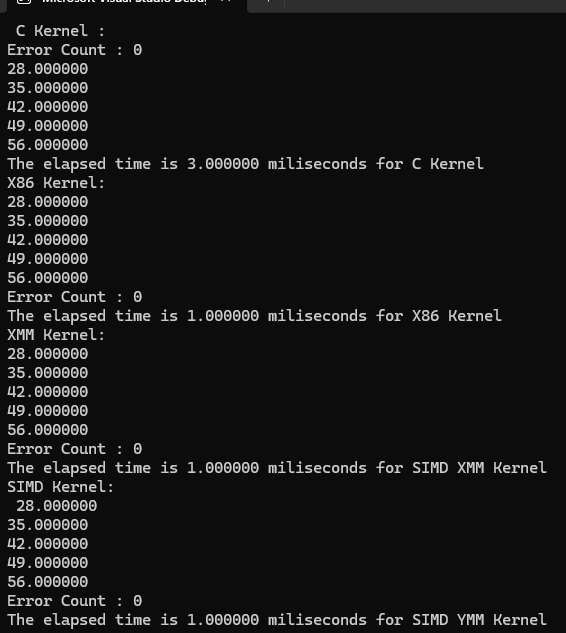 Microsoft Visual Studio Debu
C Kernel :
Error Count : 0
28.000000
35.000000
42.000000
49.000000
56.000000
The elapsed time is 3.000000 miliseconds for C Kernel
X86 Kernel:
28.000000
35.000000
42.000000
49.000000
56.000000
Error Count : 0
The elapsed time is 1.000000 miliseconds for X86 Kernel
XMM Kernel:
28.000000
35.000000
42.000000
49.000000
56.000000
Error Count : 0
The elapsed time is 1.000000 miliseconds for SIMD XMM Kernel
SIMD Kernel:
28.000000
35.000000
42.000000
49.000000
56.000000
Error Count : 0
The elapsed time is 1.000000 miliseconds for SIMD YMM Kernel